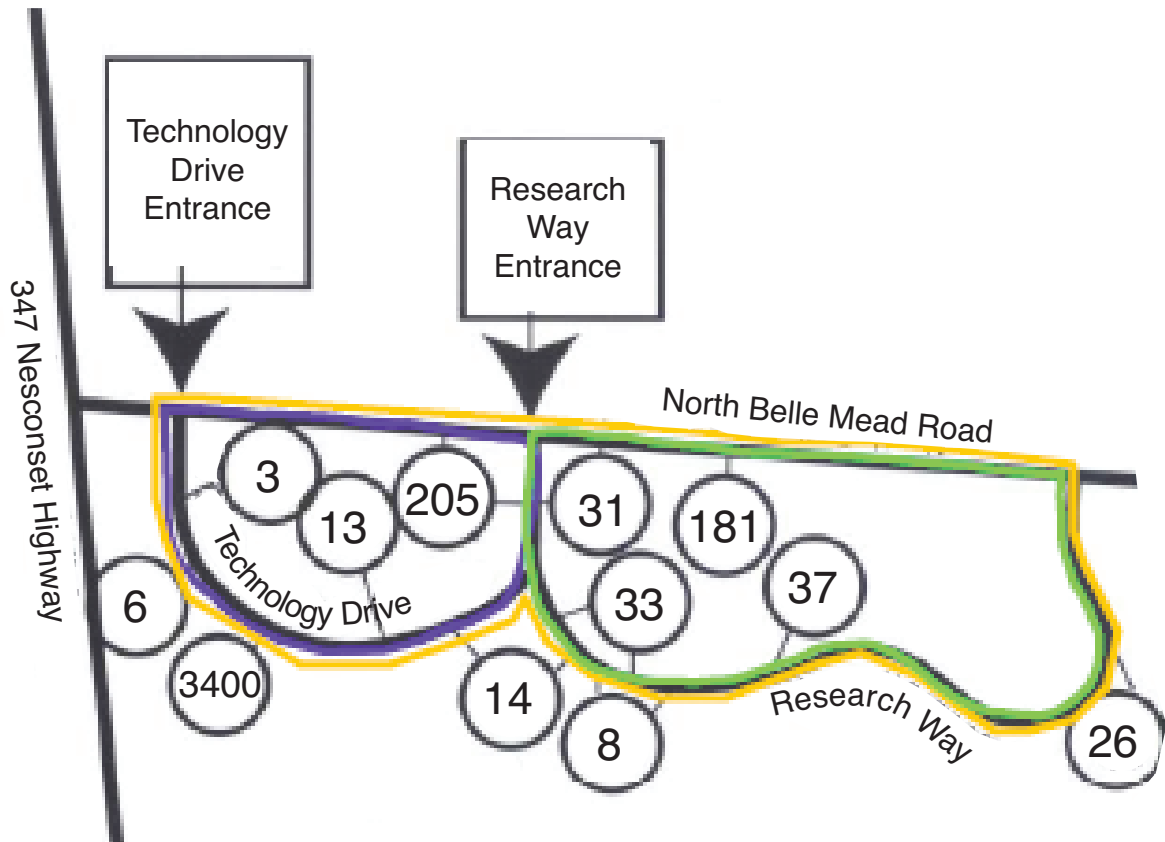 Technology
Drive
Entrance
Research
Way
Entrance
347 Nesconset Highway
North Belle Mead Road
3
13
205
31
181
Technology Drive
6
33
37
3400
14
8
Research Way
26